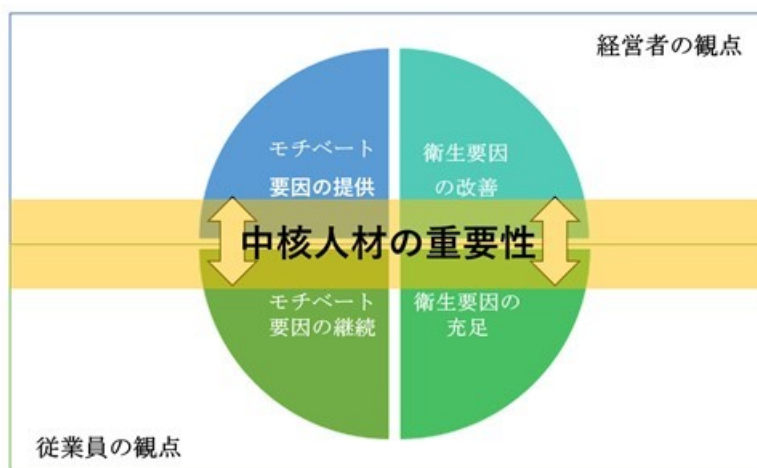 経営者の観点
モチベート
要因の提供
衛生要因
の改善
中核人材の重要性
モチベート
要因の継続
衛生要因の
充足
従業員の観点